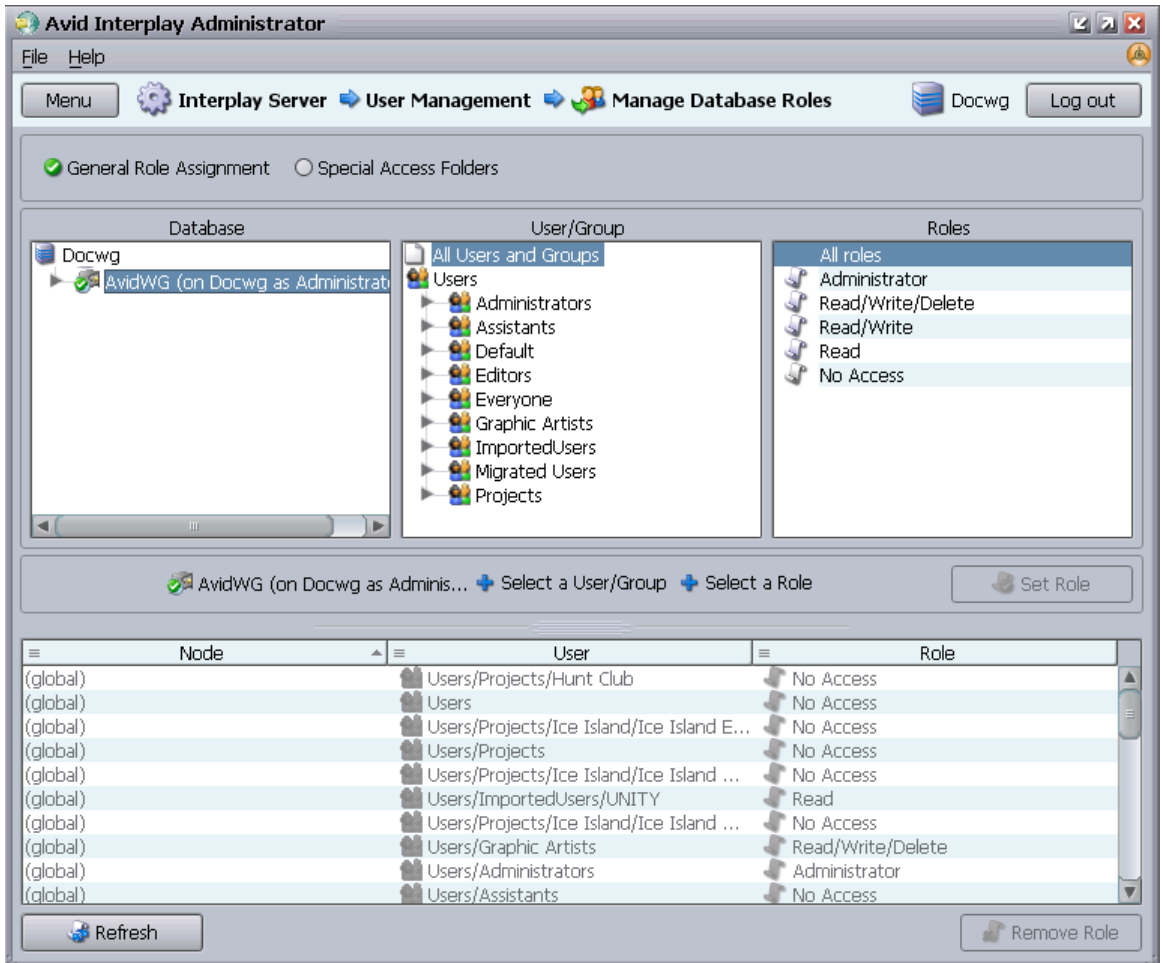 Avid Interplay Administrator
File Help
Menu Interplay Server User Management Manage Database Roles Docwg Log out
General Role Assignment Special Access Folders
Database
Docwg
AvidWG (on Docwg as Administrat
User/Group
All Users and Groups
Users
Administrators
Assistants
Default
Editors
Everyone
Graphic Artists
ImportedUsers
Migrated Users
Projects
Roles
All roles
Administrator
Read/Write/Delete
Read/Write
Read
No Access
AvidWG (on Docwg as Adminis... Select a User/Group Select a Role Set Role
Node User Role
(global) Users/Projects/Hunt Club No Access
(global) Users No Access
(global) Users/Projects/Ice Island/Ice Island E... No Access
(global) Users/Projects No Access
(global) Users/Projects/Ice Island/Ice Island ... No Access
(global) Users/ImportedUsers/UNITY Read
(global) Users/Projects/Ice Island/Ice Island ... No Access
(global) Users/Graphic Artists Read/Write/Delete
(global) Users/Administrators Administrator
(global) Users/Assistants No Access
Refresh Remove Role